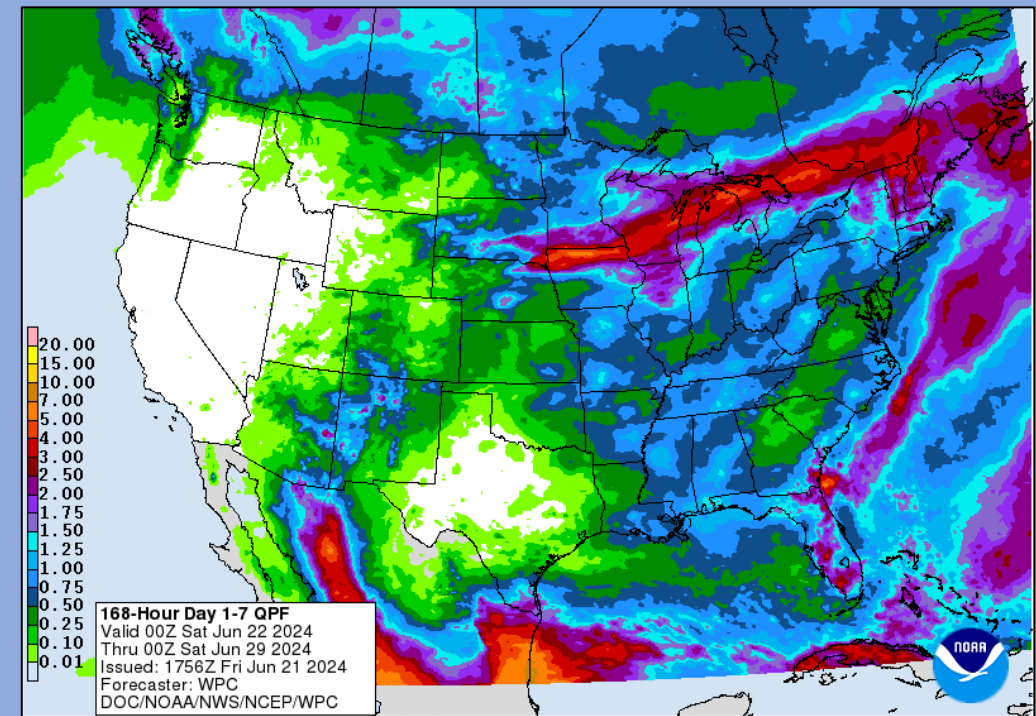 20.00
15.00
10.00
7.00
5.00
4.00
3.00
2.50
2.00
1.75
1.50
1.25
1.00
0.75
0.50
0.25
0.10
0.01
168-Hour Day 1-7 QPF
Valid 00Z Sat Jun 22 2024
Thru 00Z Sat Jun 29 2024
Issued: 1756Z Fri Jun 21 2024
Forecaster: WPC
DOC/NOAA/NWS/NCEP/WPC
NOAA